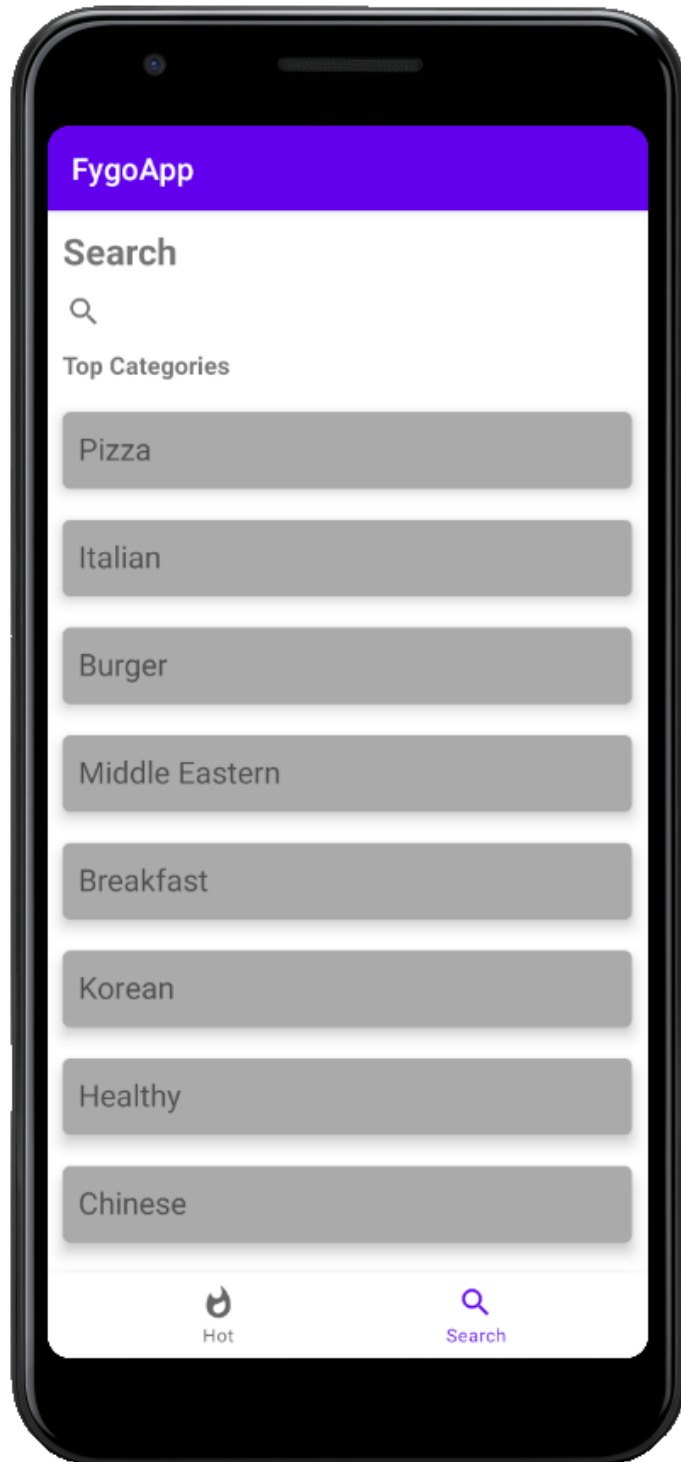 FygoApp
Search
Top Categories
Pizza
Italian
Burger
Middle Eastern
Breakfast
Korean
Healthy
Chinese
Hot
Search